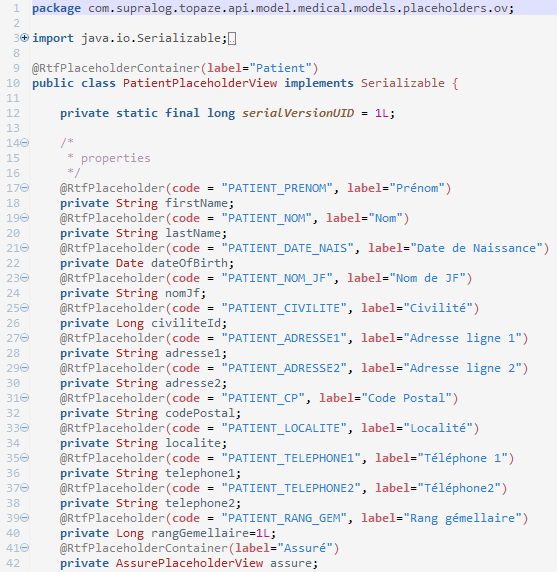 1 package com.supralog.topaze.api.model.medical.models.placeholders.ov;
2
3 import java.io.Serializable;
8
9 @RtfPlaceholderContainer(label="Patient")
10 public class PatientPlaceholderView implements Serializable {
11
12 private static final long serialVersionUID = 1L;
13
14 /*
15 * properties
16 */
17 @RtfPlaceholder(code = "PATIENT_PRENOM", label="Prénom")
18 private String firstName;
19 @RtfPlaceholder(code = "PATIENT_NOM", label="Nom")
20 private String lastName;
21 @RtfPlaceholder(code = "PATIENT_DATE_NAIS", label="Date de Naissance")
22 private Date dateOfBirth;
23 @RtfPlaceholder(code = "PATIENT_NOM_JF", label="Nom de JF")
24 private String nomJf;
25 @RtfPlaceholder(code = "PATIENT_CIVILITE", label="Civilité")
26 private Long civiliteId;
27 @RtfPlaceholder(code = "PATIENT_ADRESSE1", label="Adresse ligne 1")
28 private String adresse1;
29 @RtfPlaceholder(code = "PATIENT_ADRESSE2", label="Adresse ligne 2")
30 private String adresse2;
31 @RtfPlaceholder(code = "PATIENT_CP", label="Code Postal")
32 private String codePostal;
33 @RtfPlaceholder(code = "PATIENT_LOCALITE", label="Localité")
34 private String localite;
35 @RtfPlaceholder(code = "PATIENT_TELEPHONE1", label="Téléphone 1")
36 private String telephone1;
37 @RtfPlaceholder(code = "PATIENT_TELEPHONE2", label="Téléphone2")
38 private String telephone2;
39 @RtfPlaceholder(code = "PATIENT_RANG_GEM", label="Rang gémellaire")
40 private Long rangGemellaire=1L;
41 @RtfPlaceholderContainer(label="Assuré")
42 private AssurePlaceholderView assure;